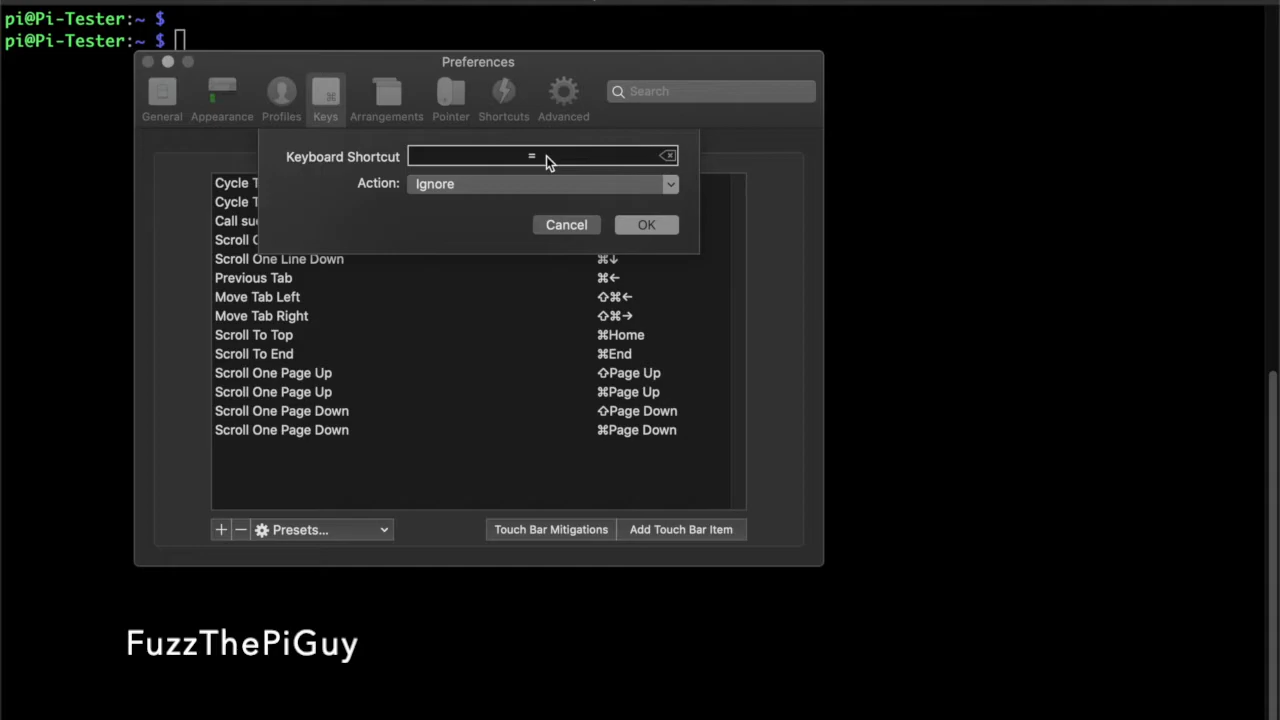 pi@Pi-Tester:~ $
pi@Pi-Tester:~ $
Preferences
General Appearance Profiles Keys Arrangements Pointer Shortcuts Advanced
Search
Keyboard Shortcut =
Action: Ignore
Cancel OK
Cycle T
Cycle T
Call su
Scroll O
Scroll One Line Down ⌘↓
Previous Tab ⌘←
Move Tab Left ⇧⌘←
Move Tab Right ⇧⌘→
Scroll To Top ⌘Home
Scroll To End ⌘End
Scroll One Page Up ⇧Page Up
Scroll One Page Up ⌘Page Up
Scroll One Page Down ⇧Page Down
Scroll One Page Down ⌘Page Down
+ − Presets... Touch Bar Mitigations Add Touch Bar Item
FuzzThePiGuy